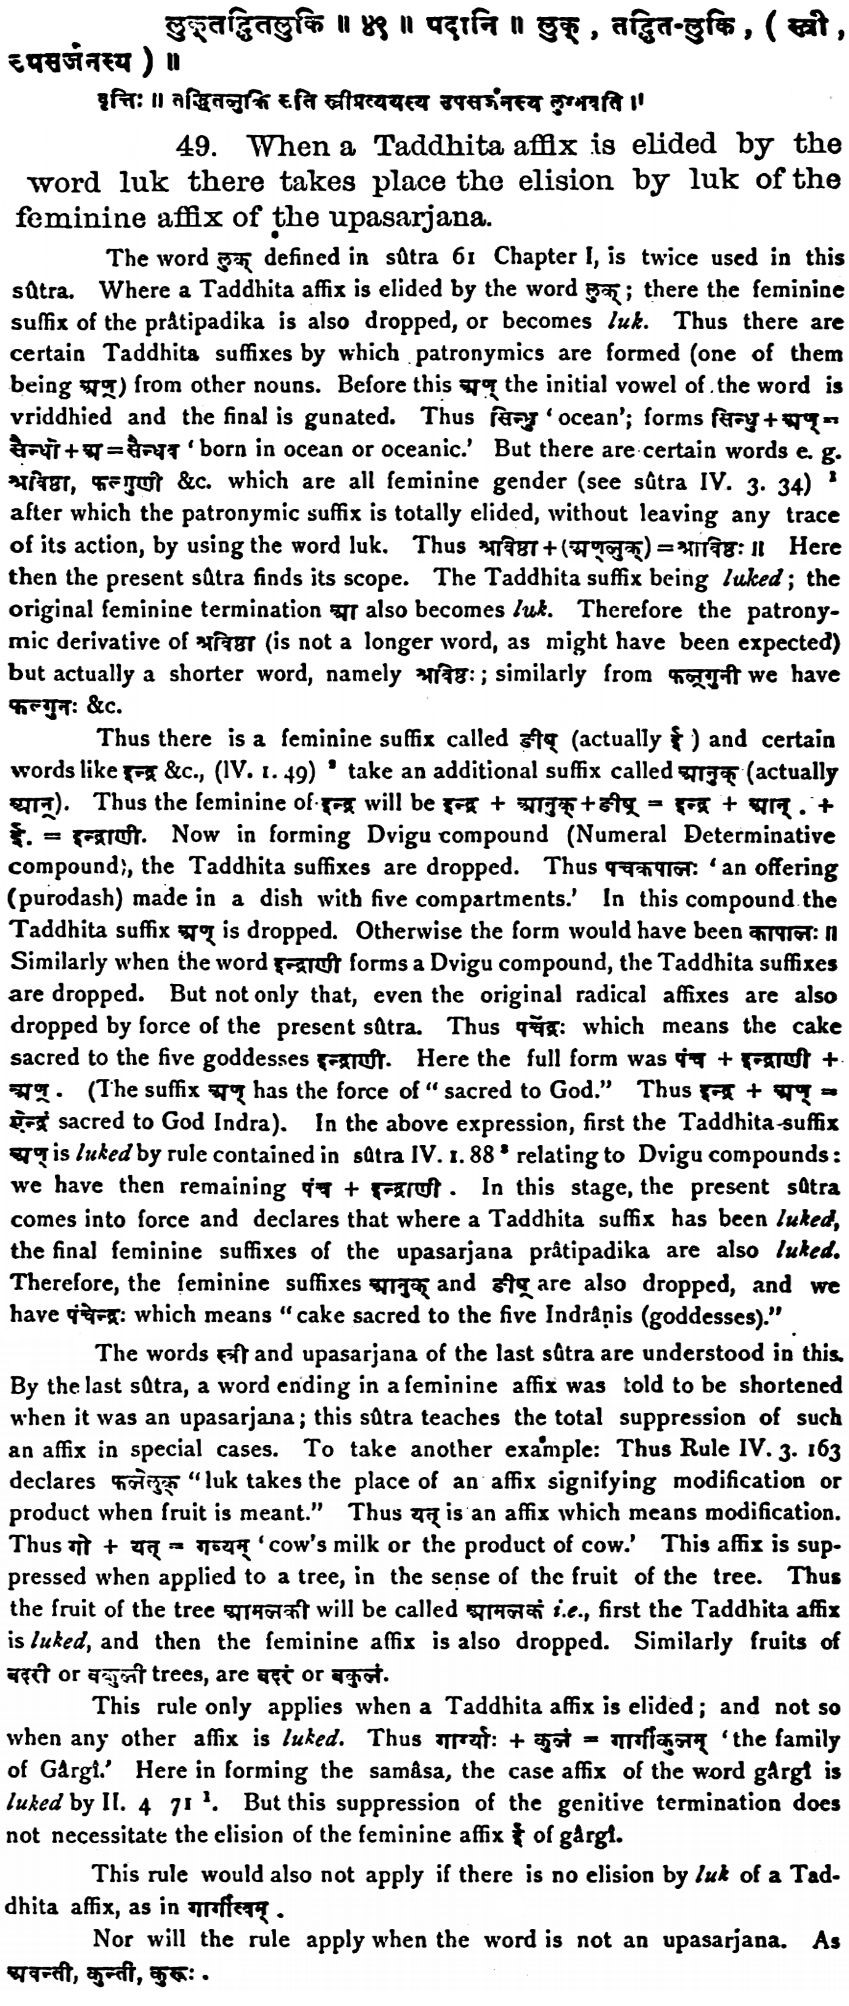 लुक्तद्धितलुकि ॥ ४९ ॥ पदानि ॥ लुक् , तद्धित-लुकि , ( स्त्री ,
उपसर्जनस्य ) ॥
वृत्तिः ॥ तद्धितलुकि सति स्त्रीप्रत्ययस्य उपसर्जनस्य लुग्भवति ॥
49. When a Taddhita affix is elided by the
word luk there takes place the elision by luk of the
feminine affix of the upasarjana.
The word लुक् defined in sûtra 61 Chapter I, is twice used in this
sûtra. Where a Taddhita affix is elided by the word लुक्; there the feminine
suffix of the prâtipadika is also dropped, or becomes luk. Thus there are
certain Taddhita suffixes by which patronymics are formed (one of them
being अण्) from other nouns. Before this अण् the initial vowel of the word is
vriddhied and the final is gunated. Thus सिन्धु 'ocean'; forms सिन्धु+अण्=
सैन्धो+अ=सैन्धव 'born in ocean or oceanic.' But there are certain words e. g.
श्रविष्ठा, फल्गुणी &c. which are all feminine gender (see sûtra IV. 3. 34) ¹
after which the patronymic suffix is totally elided, without leaving any trace
of its action, by using the word luk. Thus श्रविष्ठा+(अण्लुक्)=श्राविष्ठः ॥ Here
then the present sûtra finds its scope. The Taddhita suffix being luked; the
original feminine termination आ also becomes luk. Therefore the patrony-
mic derivative of श्रविष्ठा (is not a longer word, as might have been expected)
but actually a shorter word, namely श्रविष्ठः; similarly from फल्गुनी we have
फल्गुनः &c.
Thus there is a feminine suffix called ङीष् (actually ई ) and certain
words like इन्द्र &c., (IV. 1. 49) ² take an additional suffix called आनुक् (actually
आन्). Thus the feminine of इन्द्र will be इन्द्र + आनुक्+ङीष् = इन्द्र + आन् . +
ई. = इन्द्राणी. Now in forming Dvigu compound (Numeral Determinative
compound), the Taddhita suffixes are dropped. Thus पचकपालः 'an offering
(purodash) made in a dish with five compartments.' In this compound the
Taddhita suffix अण् is dropped. Otherwise the form would have been कापालः ॥
Similarly when the word इन्द्राणी forms a Dvigu compound, the Taddhita suffixes
are dropped. But not only that, even the original radical affixes are also
dropped by force of the present sûtra. Thus पचेंद्रः which means the cake
sacred to the five goddesses इन्द्राणी. Here the full form was पंच + इन्द्राणी +
अण् . (The suffix अण् has the force of "sacred to God." Thus इन्द्र + अण् =
ऐन्द्रं sacred to God Indra). In the above expression, first the Taddhita-suffix
अण् is luked by rule contained in sûtra IV. 1. 88 ³ relating to Dvigu compounds:
we have then remaining पंच + इन्द्राणी . In this stage, the present sûtra
comes into force and declares that where a Taddhita suffix has been luked,
the final feminine suffixes of the upasarjana prâtipadika are also luked.
Therefore, the feminine suffixes आनुक् and ङीष् are also dropped, and we
have पंचेन्द्रः which means "cake sacred to the five Indrâṇis (goddesses)."
The words स्त्री and upasarjana of the last sûtra are understood in this.
By the last sûtra, a word ending in a feminine affix was told to be shortened
when it was an upasarjana; this sûtra teaches the total suppression of such
an affix in special cases. To take another example: Thus Rule IV. 3. 163
declares फलेलुक् "luk takes the place of an affix signifying modification or
product when fruit is meant." Thus यत् is an affix which means modification.
Thus गो + यत् = गव्यम् 'cow's milk or the product of cow.' This affix is sup-
pressed when applied to a tree, in the sense of the fruit of the tree. Thus
the fruit of the tree आमलकी will be called आमलकं i.e., first the Taddhita affix
is luked, and then the feminine affix is also dropped. Similarly fruits of
बदरी or बकुली trees, are बदरं or बकुलं.
This rule only applies when a Taddhita affix is elided; and not so
when any other affix is luked. Thus गार्ग्याः + कुलं = गार्गीकुलम् 'the family
of Gârgî.' Here in forming the samâsa, the case affix of the word gârgî is
luked by II. 4 71 ¹. But this suppression of the genitive termination does
not necessitate the elision of the feminine affix ई of gârgî.
This rule would also not apply if there is no elision by luk of a Tad-
dhita affix, as in गार्गीत्वम् .
Nor will the rule apply when the word is not an upasarjana. As
अवन्ती, कुन्ती, कुरूः .